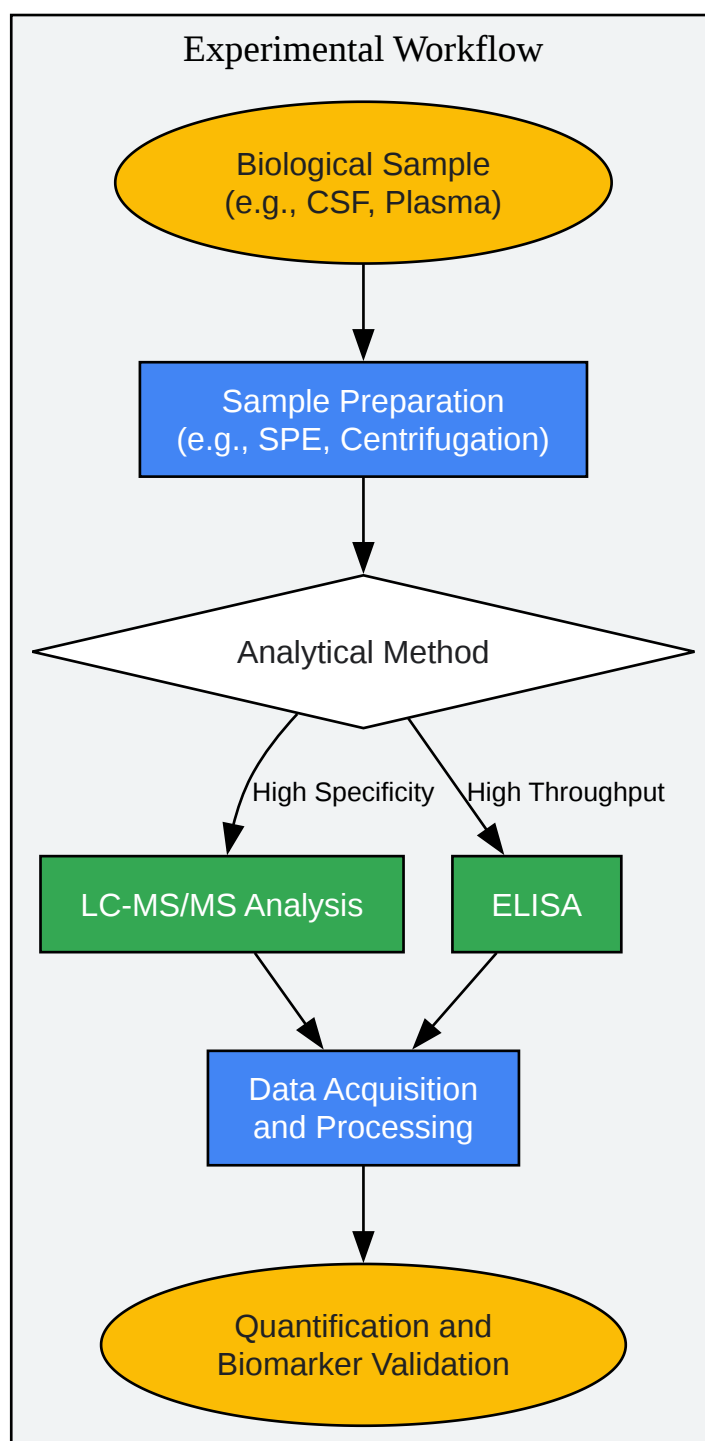 Experimental Workflow
Biological Sample
(e.g., CSF, Plasma)
Sample Preparation
(e.g., SPE, Centrifugation)
Analytical Method
High Specificity
High Throughput
LC-MS/MS Analysis
ELISA
Data Acquisition
and Processing
Quantification and
Biomarker Validation